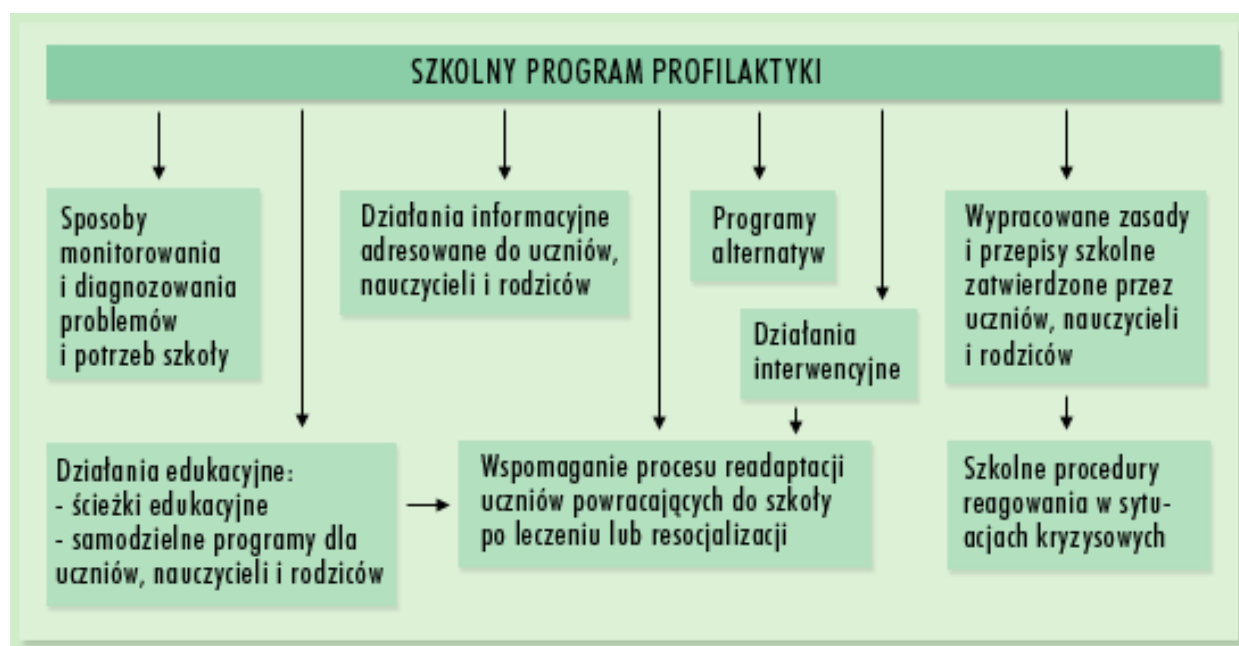 SZKOLNY PROGRAM PROFILAKTYKI
Sposoby
monitorowania
i diagnozowania
problemów
i potrzeb szkoły
Działania informacyjne
adresowane do uczniów,
nauczycieli i rodziców
Programy
alternatyw
Działania
interwencyjne
Wypracowane zasady
i przepisy szkolne
zatwierdzone przez
uczniów, nauczycieli
i rodziców
Działania edukacyjne:
- ścieżki edukacyjne
- samodzielne programy dla
uczniów, nauczycieli i rodziców
Wspomaganie procesu readaptacji
uczniów powracających do szkoły
po leczeniu lub resocjalizacji
Szkolne procedury
reagowania w sytu-
acjach kryzysowych